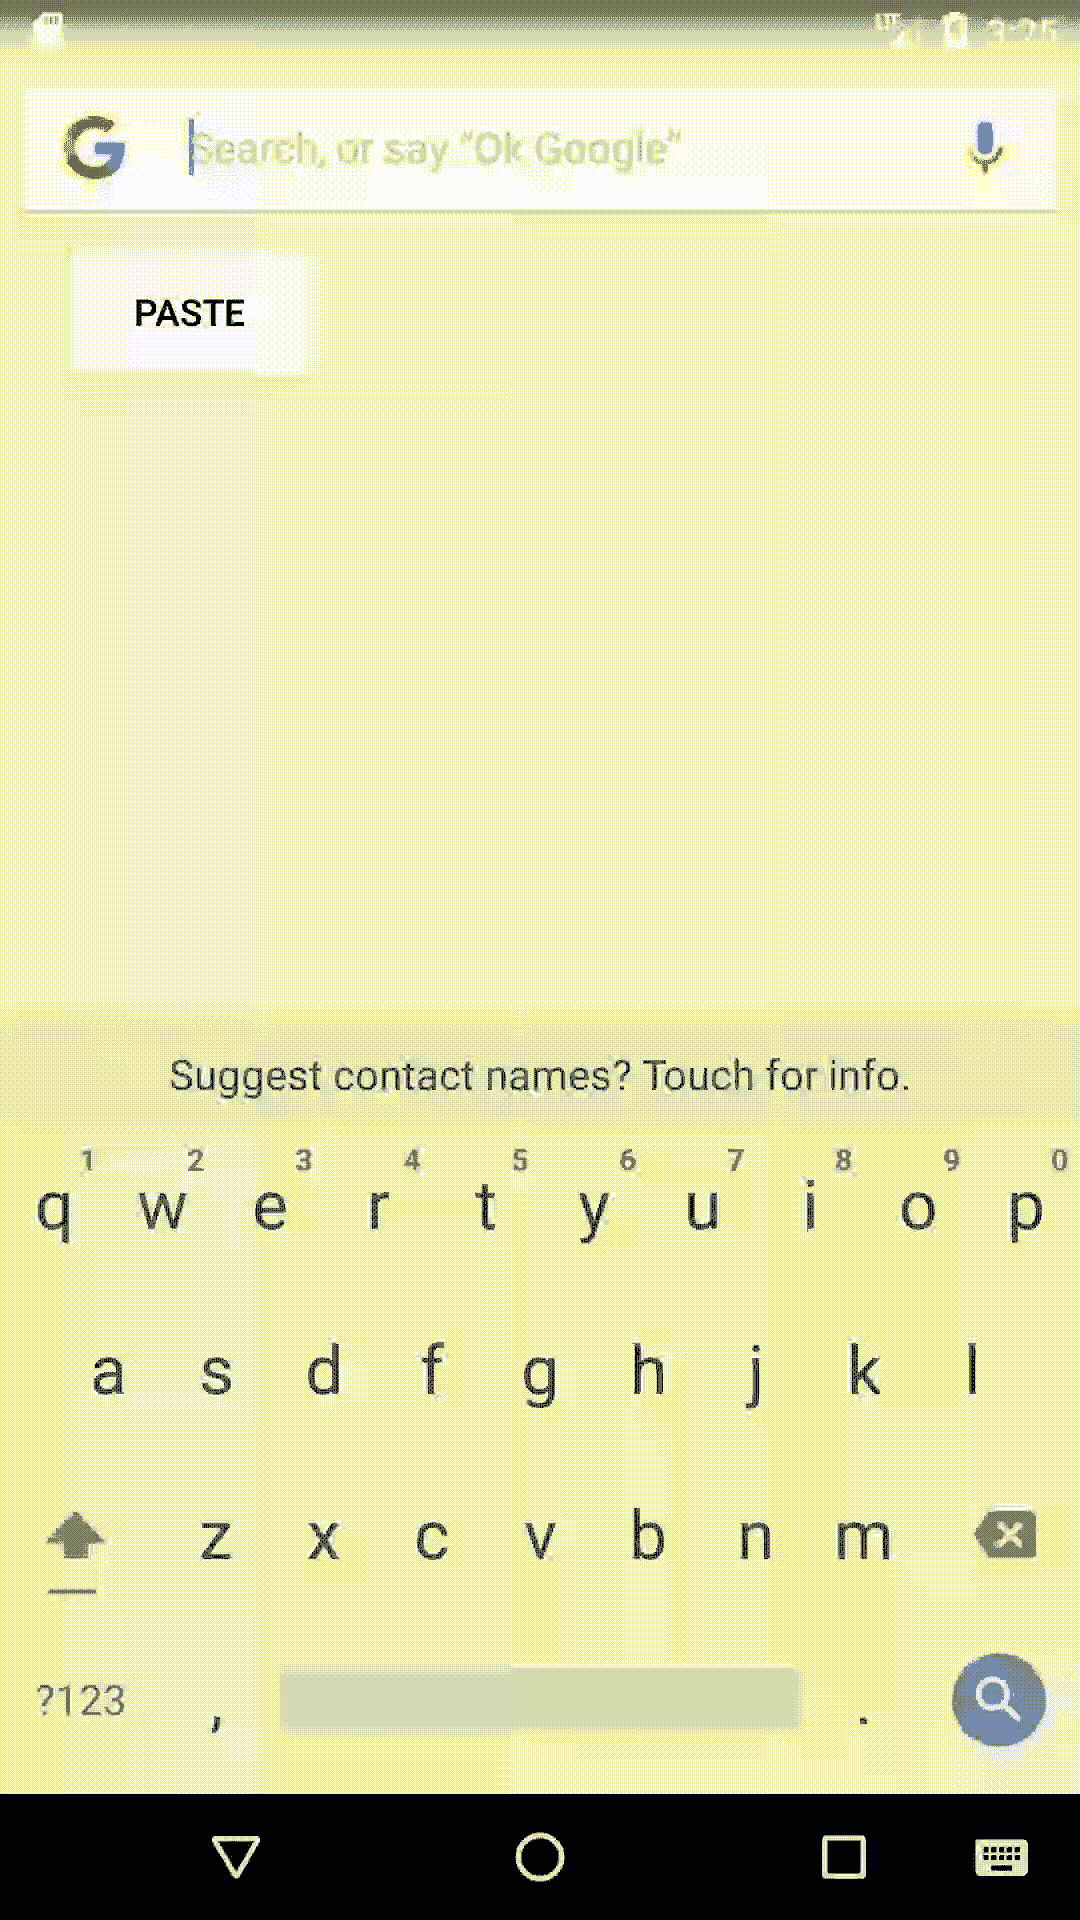 3:25
Search, or say "Ok Google"
PASTE
Suggest contact names? Touch for info.
1 2 3 4 5 6 7 8 9 0
q w e r t y u i o p
a s d f g h j k l
z x c v b n m
?123 , .